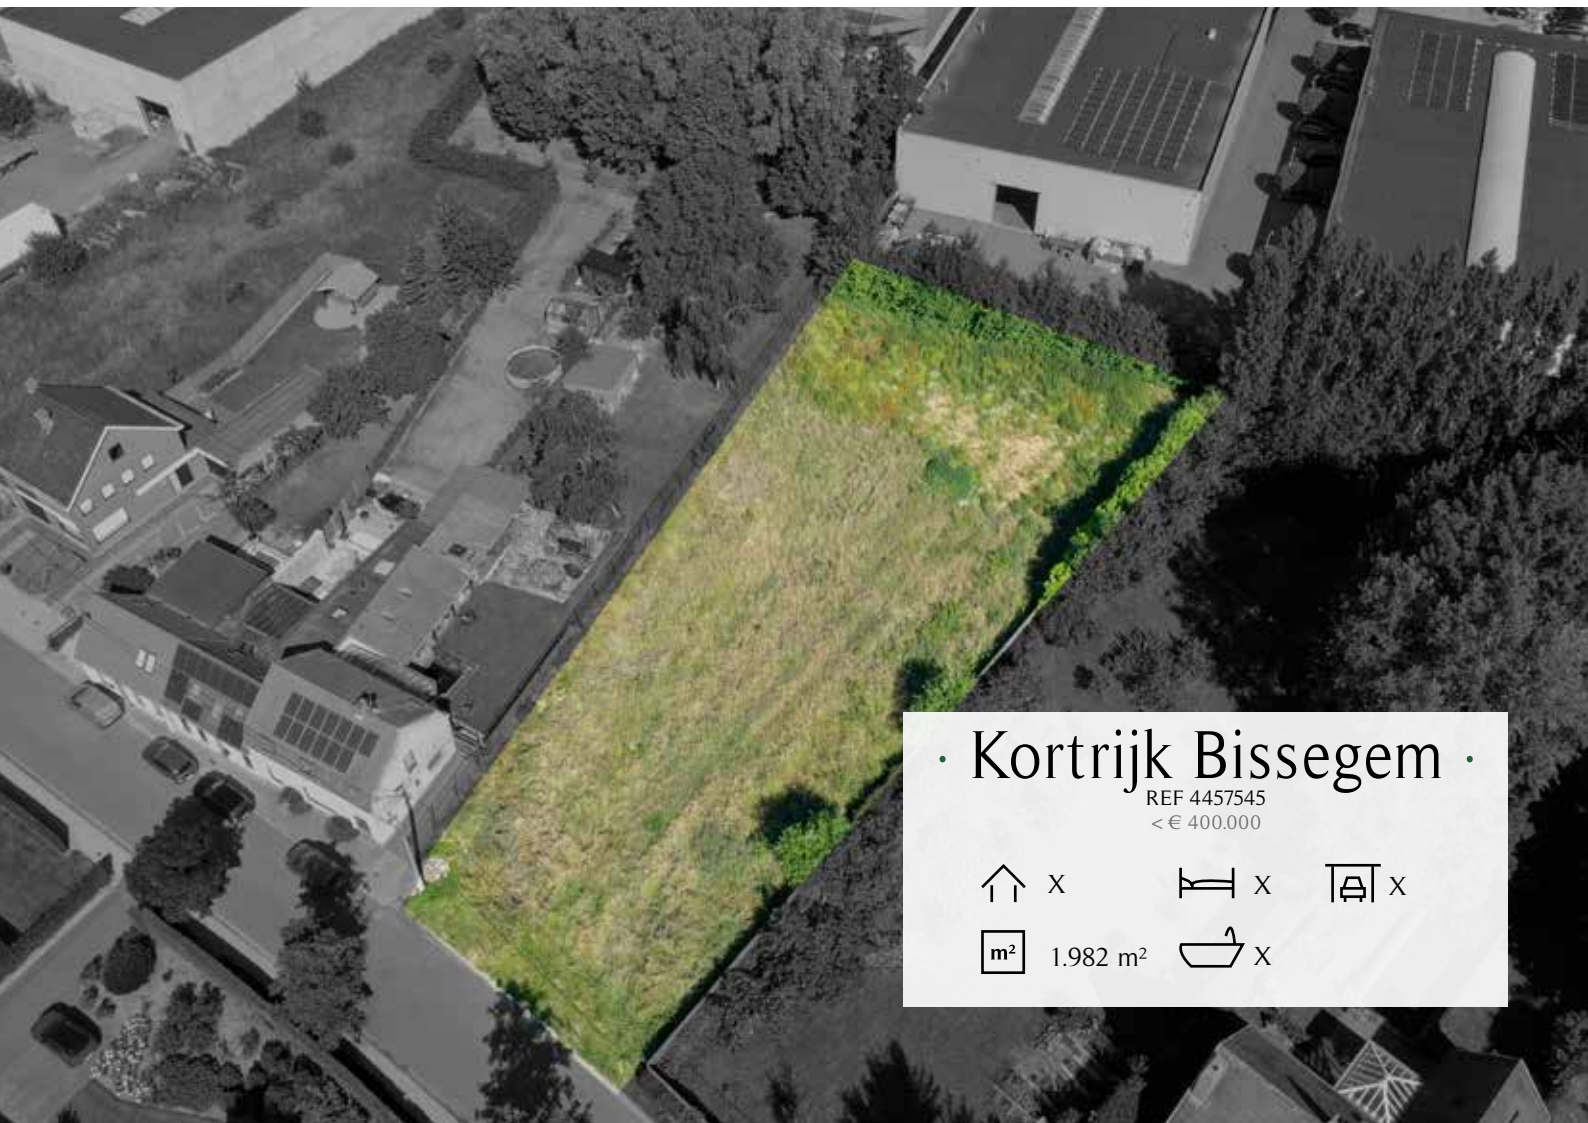 · Kortrijk Bissegem ·
REF 4457545
< € 400.000
X X X
m² 1.982 m² X